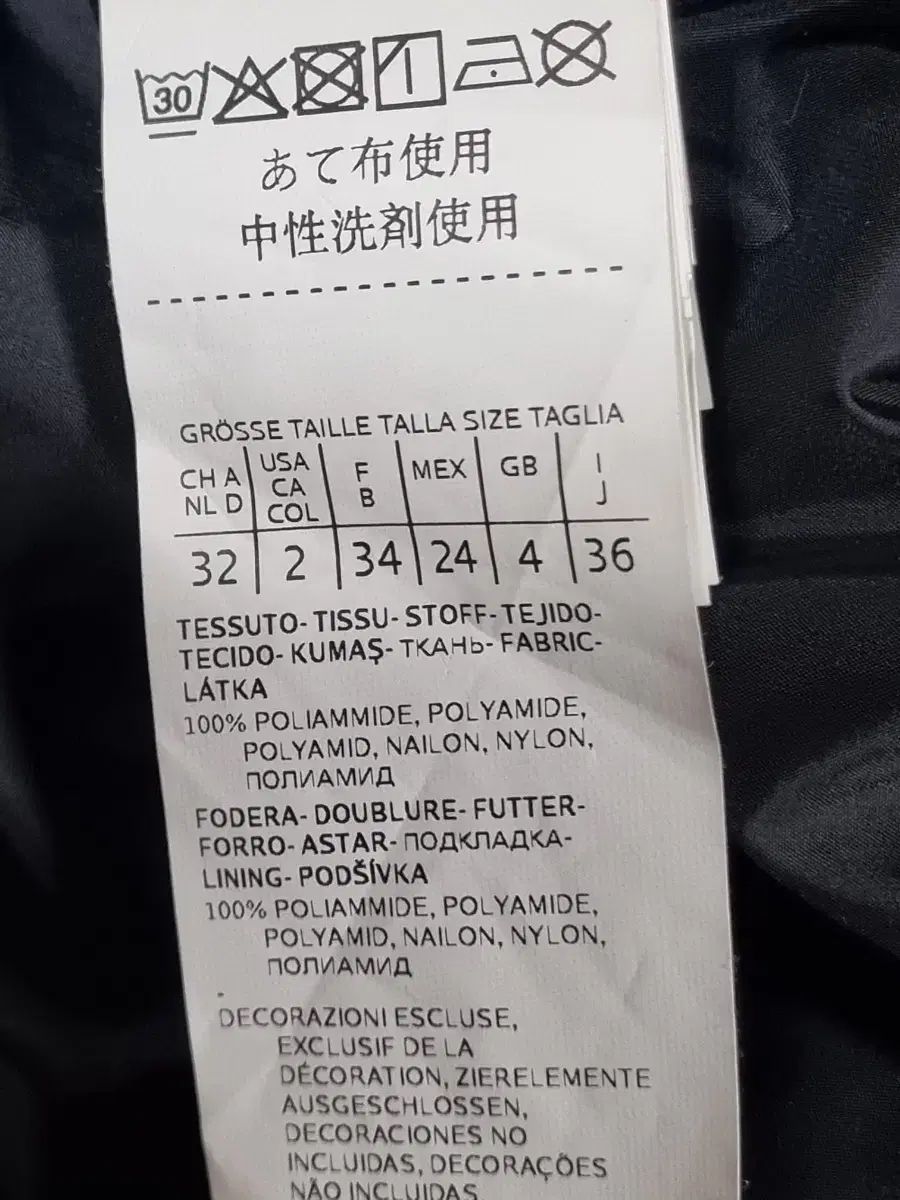 30
あて布使用
中性洗剤使用
GRÖSSE TAILLE TALLA SIZE TAGLIA
CH A NL D | USA CA COL | F B | MEX | GB | I J
32 | 2 | 34 | 24 | 4 | 36
TESSUTO- TISSU- STOFF- TEJIDO-
TECIDO- KUMAŞ- ТКАНЬ- FABRIC-
LÁTKA
100% POLIAMMIDE, POLYAMIDE,
POLYAMID, NAILON, NYLON,
ПОЛИАМИД
FODERA- DOUBLURE- FUTTER-
FORRO- ASTAR- ПОДКЛАДКА-
LINING- PODŠÍVKA
100% POLIAMMIDE, POLYAMIDE,
POLYAMID, NAILON, NYLON,
ПОЛИАМИД
DECORAZIONI ESCLUSE,
EXCLUSIF DE LA
DÉCORATION, ZIERELEMENTE
AUSGESCHLOSSEN,
DECORACIONES NO
INCLUIDAS, DECORAÇÕES
NÃO INCLUIDAS